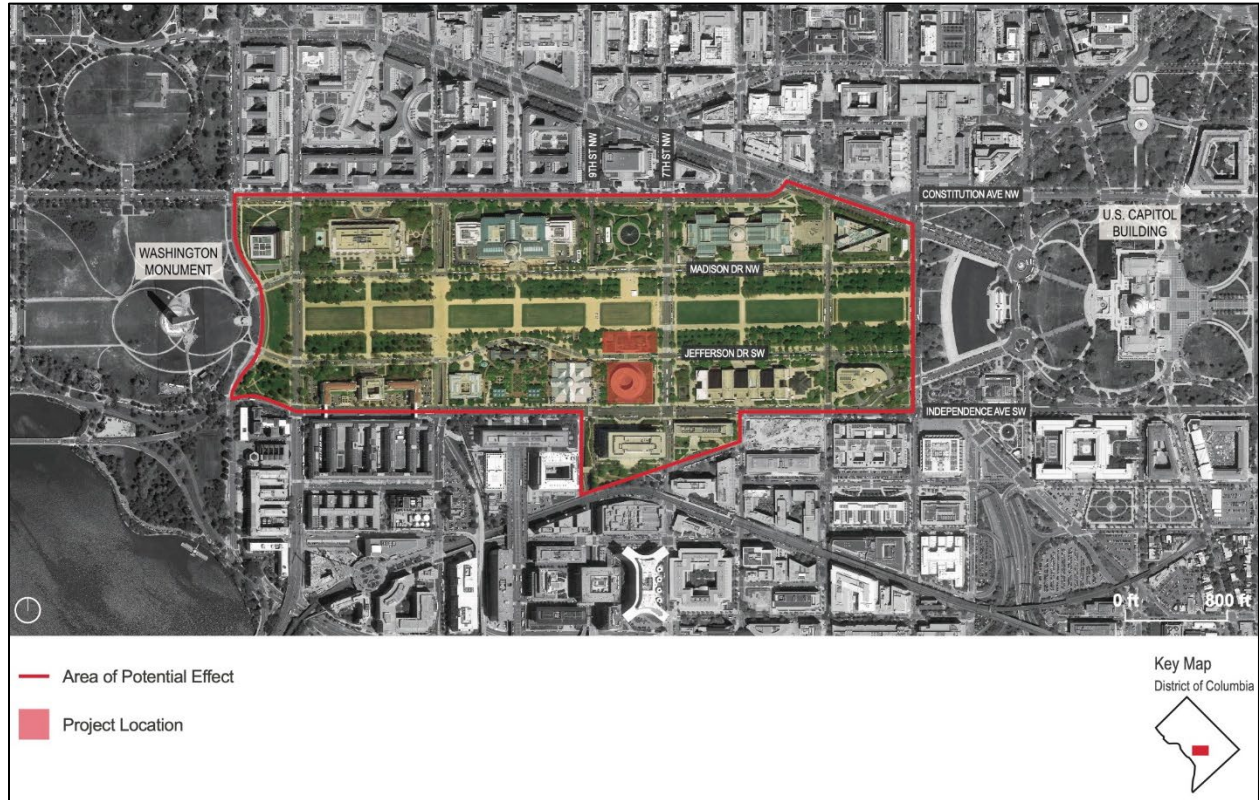 9TH ST NW
7TH ST NW
CONSTITUTION AVE NW
U.S. CAPITOL
BUILDING
WASHINGTON
MONUMENT
MADISON DR NW
JEFFERSON DR SW
INDEPENDENCE AVE SW
0 ft
800 ft
Area of Potential Effect
Project Location
Key Map
District of Columbia